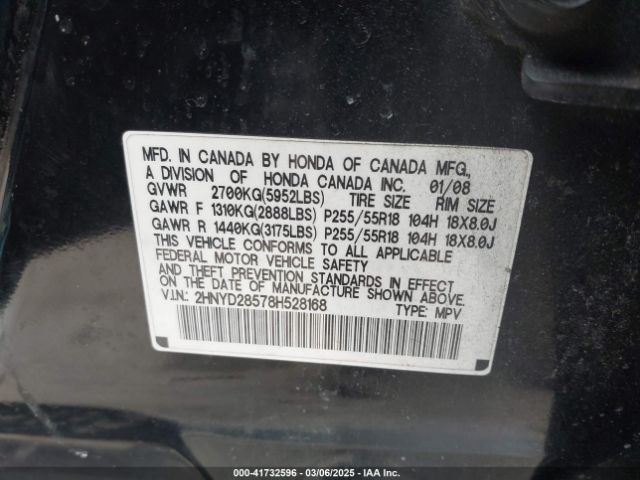 MFD. IN CANADA BY HONDA OF CANADA MFG.,
A DIVISION OF HONDA CANADA INC. 01/08
GVWR 2700KG(5952LBS) TIRE SIZE RIM SIZE
GAWR F 1310KG(2888LBS) P255/55R18 104H 18X8.0J
GAWR R 1440KG(3175LBS) P255/55R18 104H 18X8.0J
THIS VEHICLE CONFORMS TO ALL APPLICABLE
FEDERAL MOTOR VEHICLE SAFETY
AND THEFT PREVENTION STANDARDS IN EFFECT
ON THE DATE OF MANUFACTURE SHOWN ABOVE.
V.I.N.: 2HNYD28578H528168 TYPE: MPV
000-41732596 - 03/06/2025 - IAA Inc.